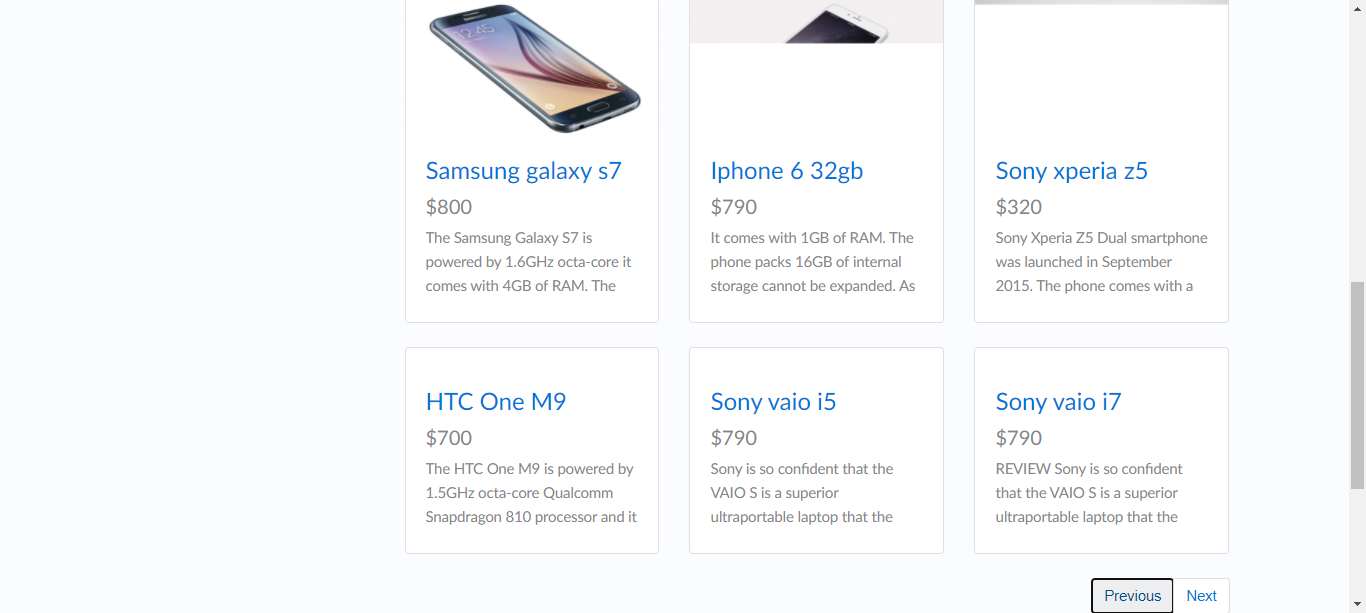 SAMSUNG
12:45
Samsung galaxy s7
$800
The Samsung Galaxy S7 is
powered by 1.6GHz octa-core it
comes with 4GB of RAM. The
Iphone 6 32gb
$790
It comes with 1GB of RAM. The
phone packs 16GB of internal
storage cannot be expanded. As
Sony xperia z5
$320
Sony Xperia Z5 Dual smartphone
was launched in September
2015. The phone comes with a
HTC One M9
$700
The HTC One M9 is powered by
1.5GHz octa-core Qualcomm
Snapdragon 810 processor and it
Sony vaio i5
$790
Sony is so confident that the
VAIO S is a superior
ultraportable laptop that the
Sony vaio i7
$790
REVIEW Sony is so confident
that the VAIO S is a superior
ultraportable laptop that the
Previous Next